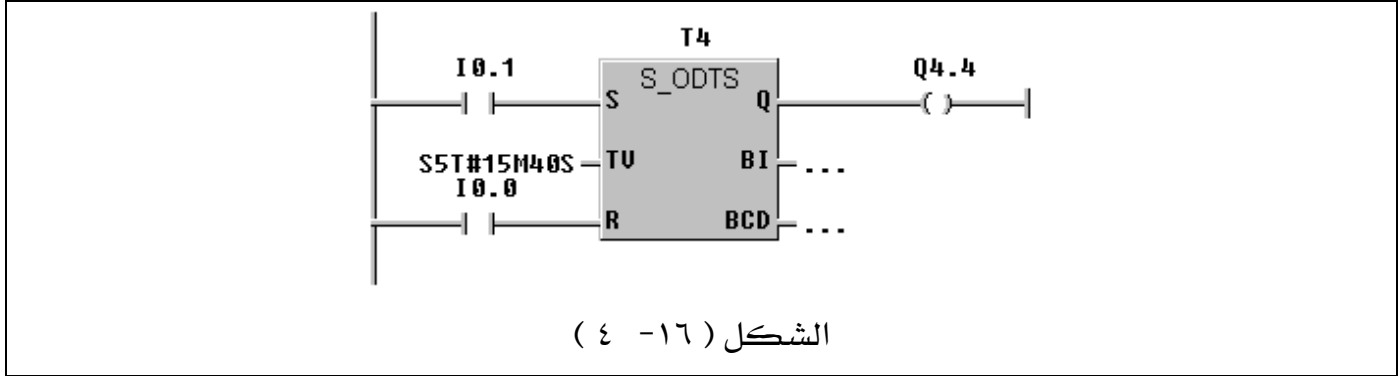 T4
I0.1
S_ODTS
Q4.4
S
Q
S5T#15M40S
TV
BI
...
I0.0
R
BCD
...
الشكل ( ١٦- ٤ )